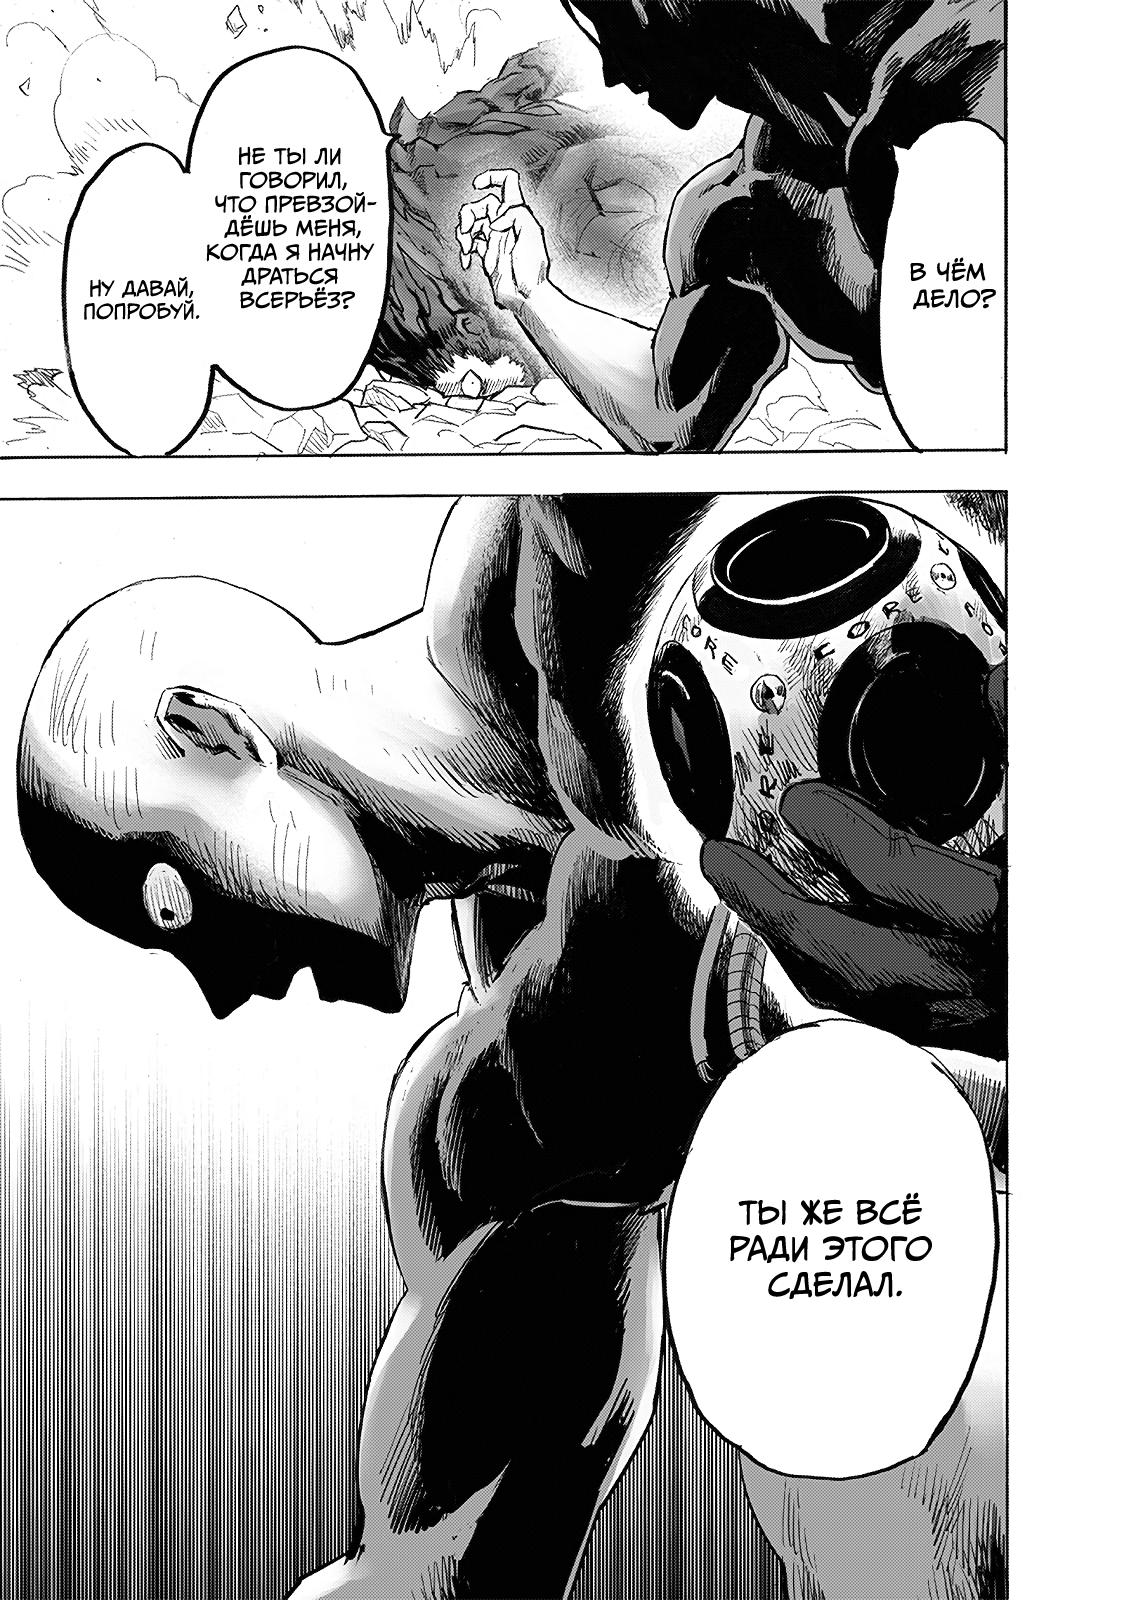 В ЧЁМ
ДЕЛО?
НЕ ТЫ ЛИ
ГОВОРИЛ,
ЧТО ПРЕВЗОЙ-
ДЁШЬ МЕНЯ,
КОГДА Я НАЧНУ
ДРАТЬСЯ
ВСЕРЬЁЗ?
НУ ДАВАЙ,
ПОПРОБУЙ.
CORE
CORE
CORE
ТЫ ЖЕ ВСЁ
РАДИ ЭТОГО
СДЕЛАЛ.